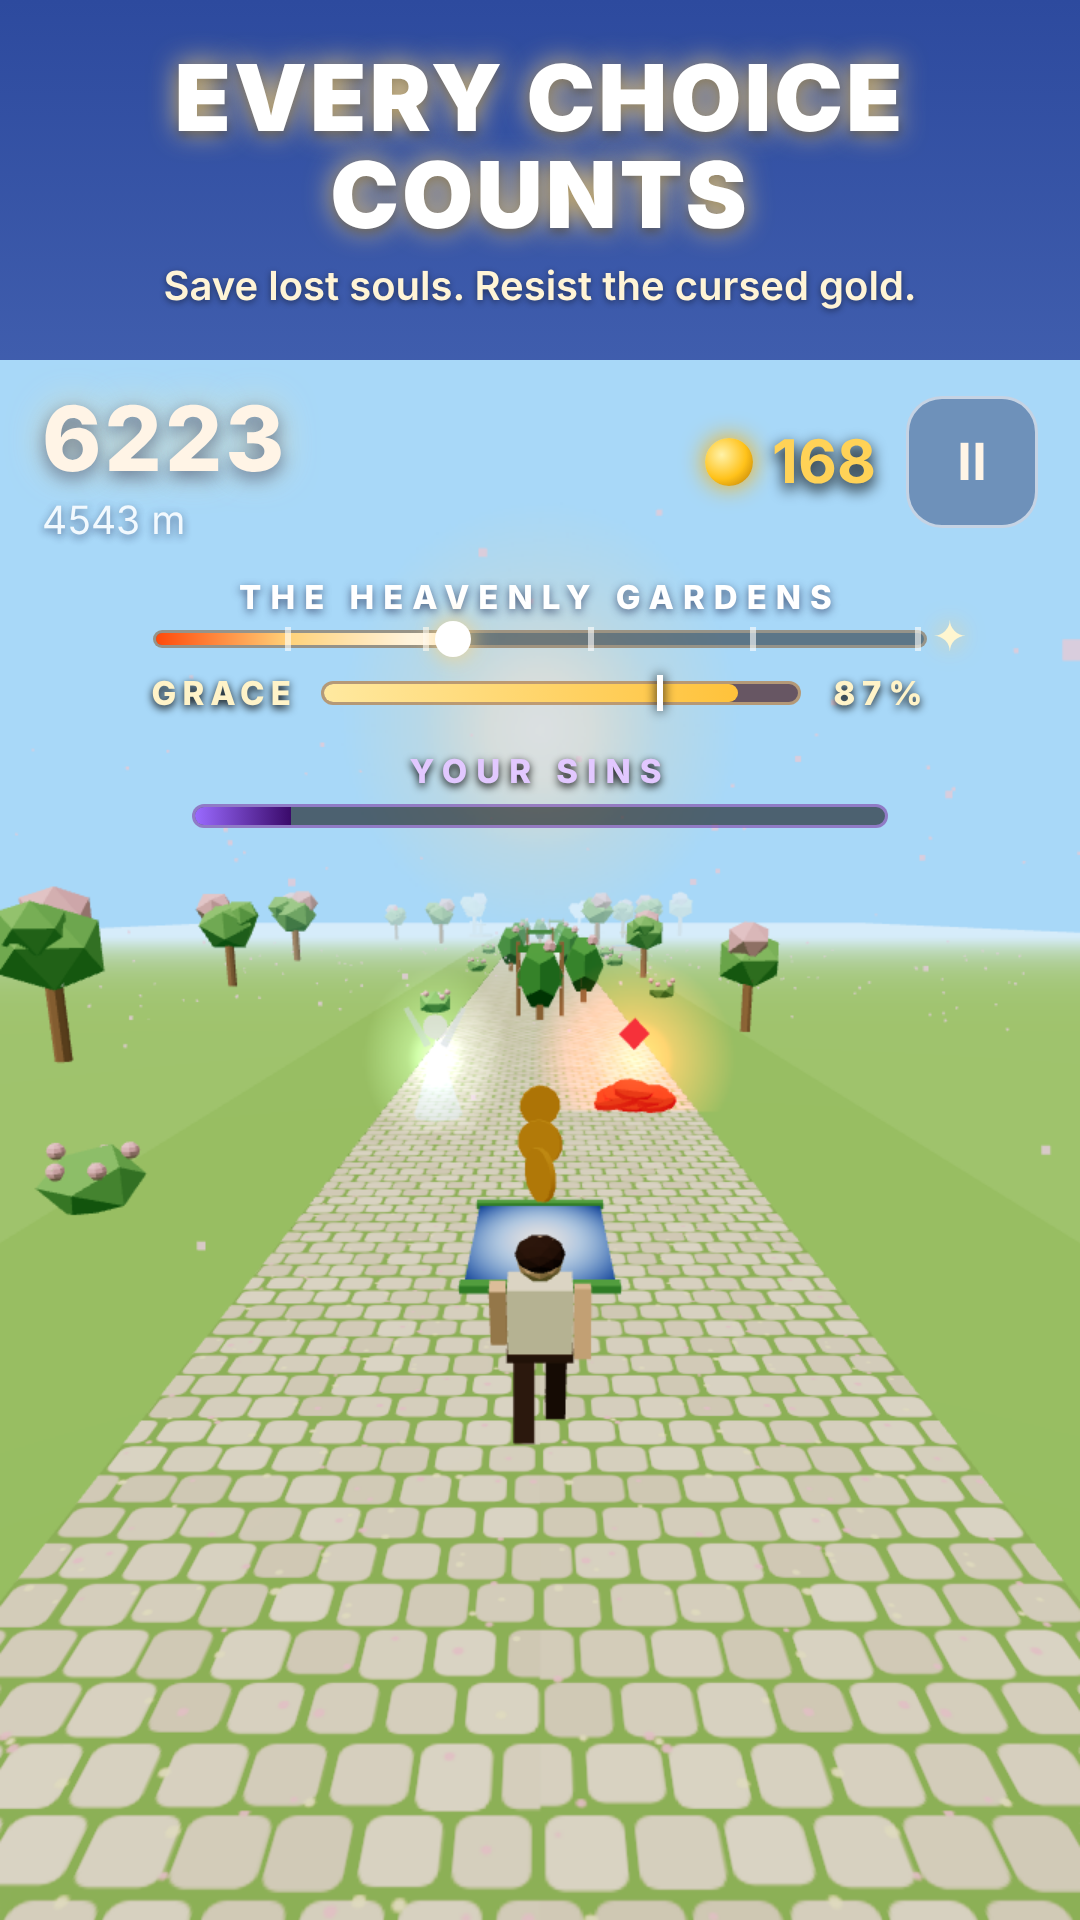 EVERY CHOICE
COUNTS
Save lost souls. Resist the cursed gold.
6223
168
4543 m
THE HEAVENLY GARDENS
GRACE
87%
YOUR SINS